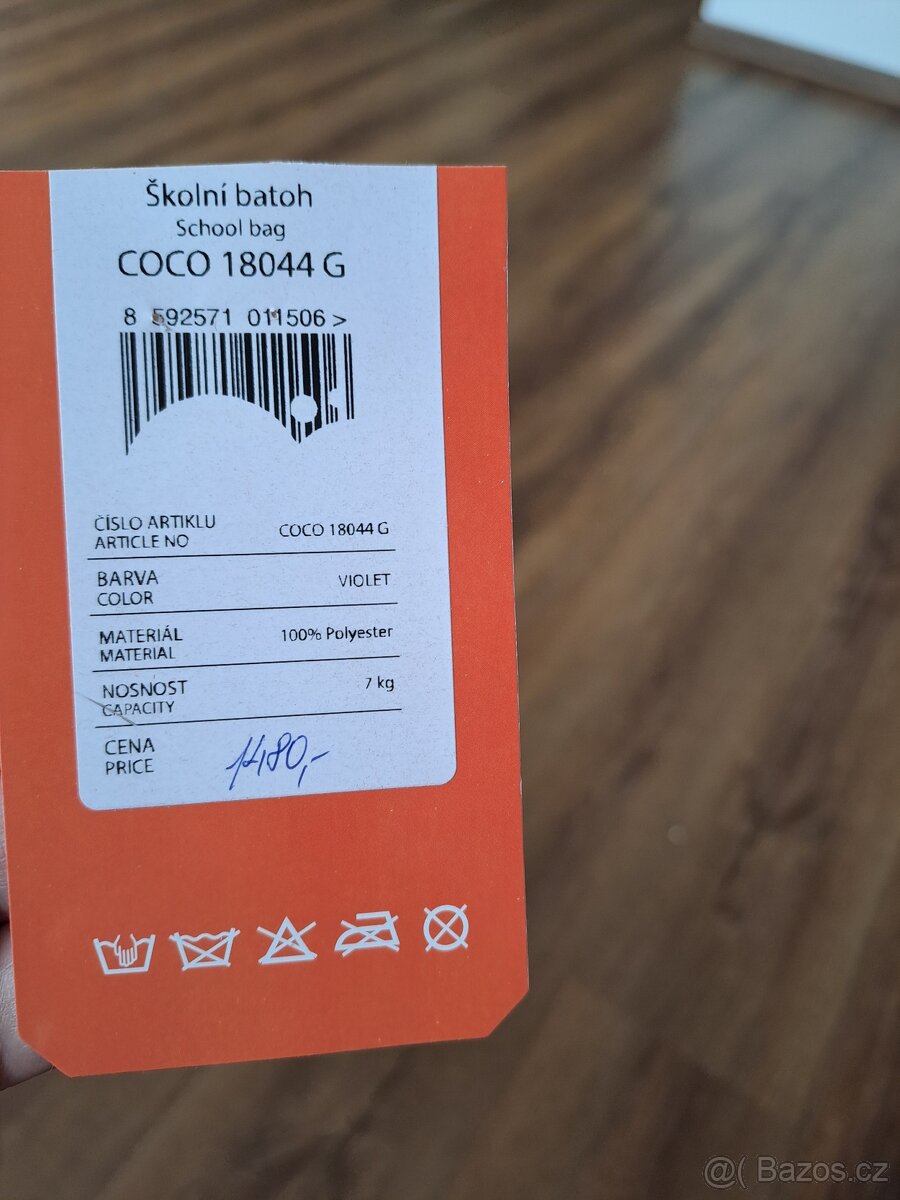 Školní batoh
School bag
COCO 18044 G
8 592571 011506 >
ČÍSLO ARTIKLU
ARTICLE NO
COCO 18044 G
BARVA
COLOR
VIOLET
MATERIÁL
MATERIAL
100% Polyester
NOSNOST
CAPACITY
7 kg
CENA
PRICE
1480,-
@( Bazos.cz